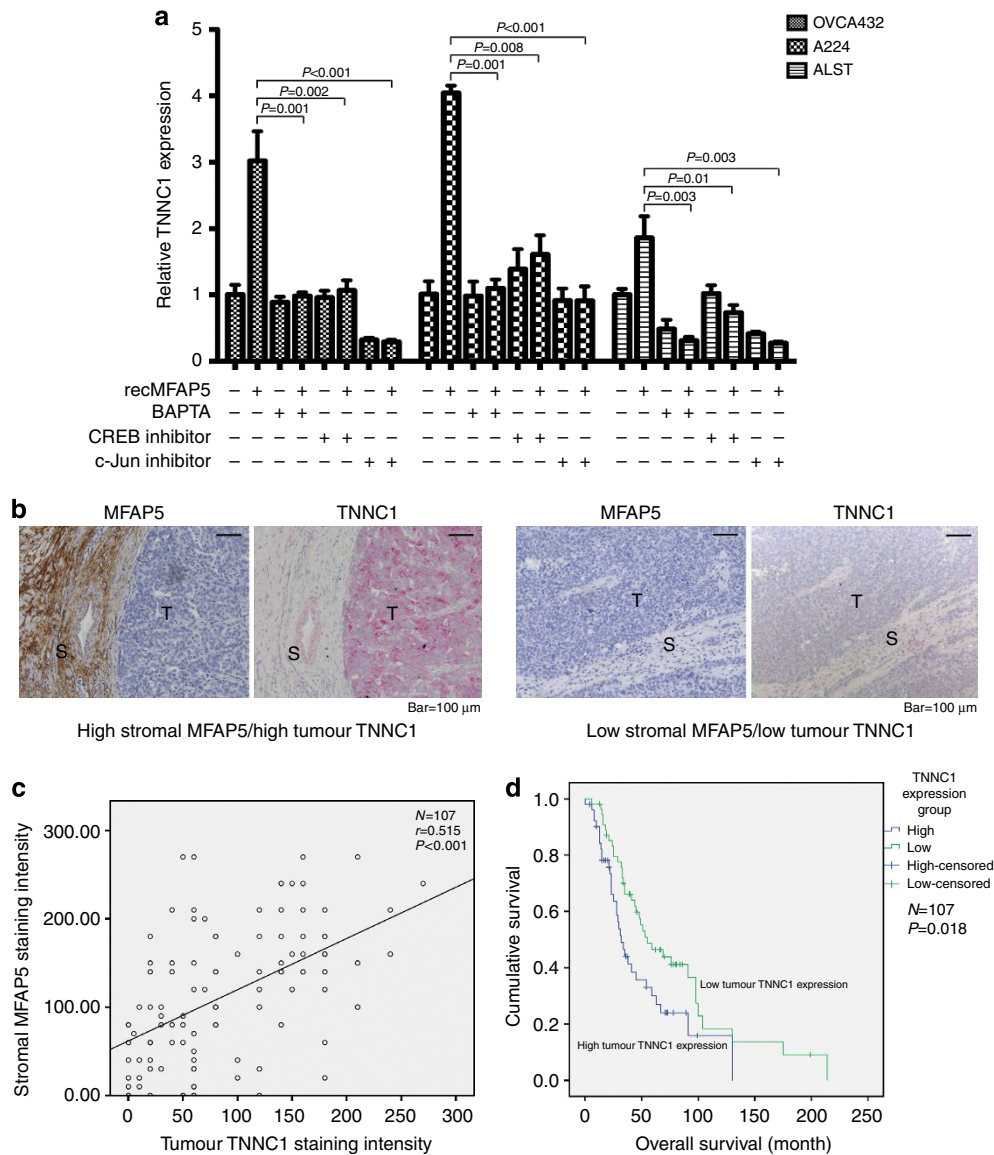 a
5
4
3
2
1
0
Relative TNNC1 expression
P<0.001
P=0.002
P=0.001
P<0.001
P=0.008
P=0.001
P=0.003
P=0.01
P=0.003
OVCA432
A224
ALST
recMFAP5 – + – + – + – + – + – + – + – + – + – + – + – +
BAPTA – – + + – – – – – – + + – – – – – – + + – – – –
CREB inhibitor – – – – + + – – – – – – + + – – – – – – + + – –
c-Jun inhibitor – – – – – – + + – – – – – – + + – – – – – – + +
b
MFAP5 TNNC1 MFAP5 TNNC1
S T S T T S T S
Bar=100 μm Bar=100 μm
High stromal MFAP5/high tumour TNNC1 Low stromal MFAP5/low tumour TNNC1
c
Stromal MFAP5 staining intensity
300.00
200.00
100.00
0.00
N=107
r=0.515
P<0.001
0 50 100 150 200 250 300
Tumour TNNC1 staining intensity
d
Cumulative survival
1.0
0.8
0.6
0.4
0.2
0.0
Low tumour TNNC1 expression
High tumour TNNC1 expression
0 50 100 150 200 250
Overall survival (month)
TNNC1
expression
group
High
Low
High-censored
Low-censored
N=107
P=0.018